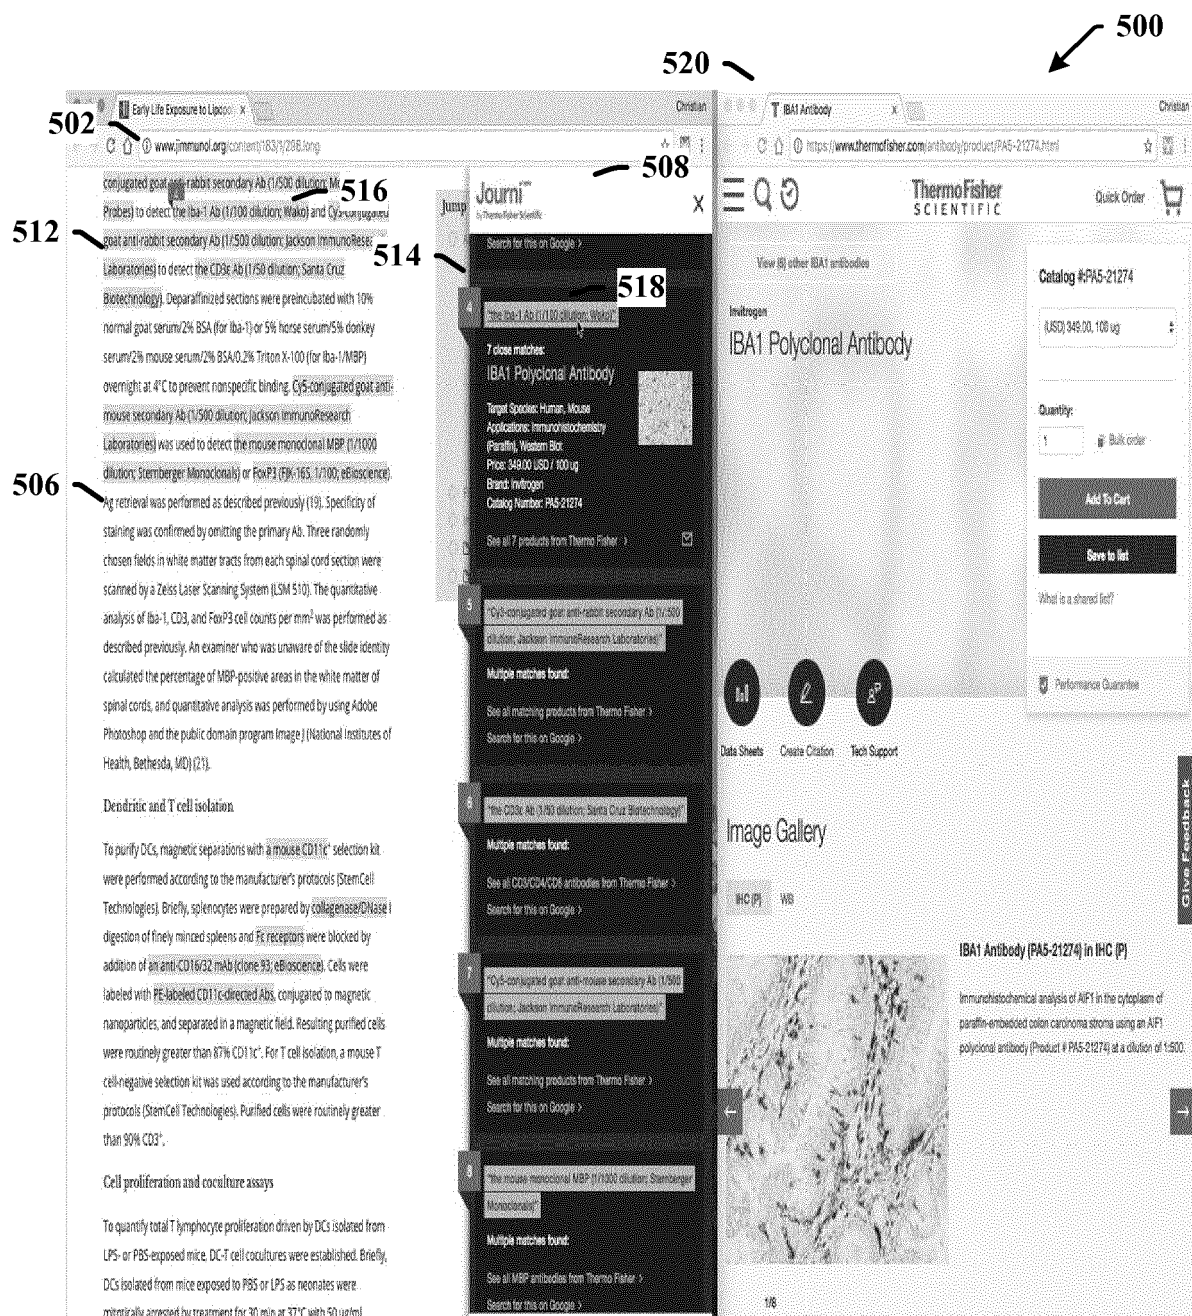 500
520
Early Life Exposure to Lipopo
Christian
502
www.jimmunol.org/content/183/1/298.long
508
conjugated goat anti-rabbit secondary Ab (1/500 dilution; Mo
516
Probes) to detect the Iba-1 Ab (1/100 dilution; Wako) and Cy3-conjugated
512
goat anti-rabbit secondary Ab (1/500 dilution; Jackson ImmunoResea
Laboratories) to detect the CD3ε Ab (1/50 dilution; Santa Cruz
Biotechnology). Deparaffinized sections were preincubated with 10%
normal goat serum/2% BSA (for Iba-1) or 5% horse serum/5% donkey
serum/2% mouse serum/2% BSA/0.2% Triton X-100 (for Iba-1/MBP)
overnight at 4°C to prevent nonspecific binding. Cy5-conjugated goat anti-
mouse secondary Ab (1/500 dilution; Jackson ImmunoResearch
Laboratories) was used to detect the mouse monoclonal MBP (1/1000
dilution; Sternberger Monoclonals) or FoxP3 (FJK-16S, 1/100; eBioscience).
506
Ag retrieval was performed as described previously (19). Specificity of
staining was confirmed by omitting the primary Ab. Three randomly
chosen fields in white matter tracts from each spinal cord section were
scanned by a Zeiss Laser Scanning System (LSM 510). The quantitative
analysis of Iba-1, CD3, and FoxP3 cell counts per mm² was performed as
described previously. An examiner who was unaware of the slide identity
calculated the percentage of MBP-positive areas in the white matter of
spinal cords, and quantitative analysis was performed by using Adobe
Photoshop and the public domain program Image J (National Institutes of
Health, Bethesda, MD) (21).
Dendritic and T cell isolation
To purify DCs, magnetic separations with a mouse CD11c⁺ selection kit
were performed according to the manufacturer's protocols (StemCell
Technologies). Briefly, splenocytes were prepared by collagenase/DNase I
digestion of finely minced spleens and Fc receptors were blocked by
addition of an anti-CD16/32 mAb (clone 93; eBioscience). Cells were
labeled with PE-labeled CD11c-directed Abs, conjugated to magnetic
nanoparticles, and separated in a magnetic field. Resulting purified cells
were routinely greater than 87% CD11c⁺. For T cell isolation, a mouse T
cell-negative selection kit was used according to the manufacturer's
protocols (StemCell Technologies). Purified cells were routinely greater
than 90% CD3⁺.
Cell proliferation and coculture assays
To quantify total T lymphocyte proliferation driven by DCs isolated from
LPS- or PBS-exposed mice, DC-T cell cocultures were established. Briefly,
DCs isolated from mice exposed to PBS or LPS as neonates were
mitotically arrested by treatment for 30 min at 37°C with 50 μg/ml
Jump
Journi
by Thermo Fisher Scientific
X
Search for this on Google >
514
518
4
"the Iba-1 Ab (1/100 dilution; Wako)"
7 close matches:
IBA1 Polyclonal Antibody
Target Species: Human, Mouse
Applications: Immunohistochemistry
(Paraffin), Western Blot
Price: 349.00 USD / 100 ug
Brand: Invitrogen
Catalog Number: PA5-21274
See all 7 products from Thermo Fisher >
5
"Cy3-conjugated goat anti-rabbit secondary Ab (1/:500
dilution; Jackson ImmunoResearch Laboratories)"
Multiple matches found:
See all matching products from Thermo Fisher >
Search for this on Google >
6
"the CD3ε Ab (1/50 dilution; Santa Cruz Biotechnology)"
Multiple matches found:
See all CD3/CD4/CD8 antibodies from Thermo Fisher >
Search for this on Google >
7
"Cy5-conjugated goat anti-mouse secondary Ab (1/500
dilution; Jackson ImmunoResearch Laboratories)"
Multiple matches found:
See all matching products from Thermo Fisher >
Search for this on Google >
8
"the mouse monoclonal MBP (1/1000 dilution; Sternberger
Monoclonals)"
Multiple matches found:
See all MBP antibodies from Thermo Fisher >
Search for this on Google >
IBA1 Antibody
Christian
https://www.thermofisher.com/antibody/product/PA5-21274.html
ThermoFisher
SCIENTIFIC
Quick Order
View (6) other IBA1 antibodies
Invitrogen
IBA1 Polyclonal Antibody
Catalog #:PA5-21274
(USD) 349.00, 100 ug
Quantity:
1
Bulk order
Add To Cart
Save to list
What is a shared list?
Performance Guarantee
Data Sheets
Create Citation
Tech Support
Give Feedback
Image Gallery
IHC (P)
WB
IBA1 Antibody (PA5-21274) in IHC (P)
Immunohistochemical analysis of AIF1 in the cytoplasm of
paraffin-embedded colon carcinoma stroma using an AIF1
polyclonal antibody (Product # PA5-21274) at a dilution of 1:500.
1/8